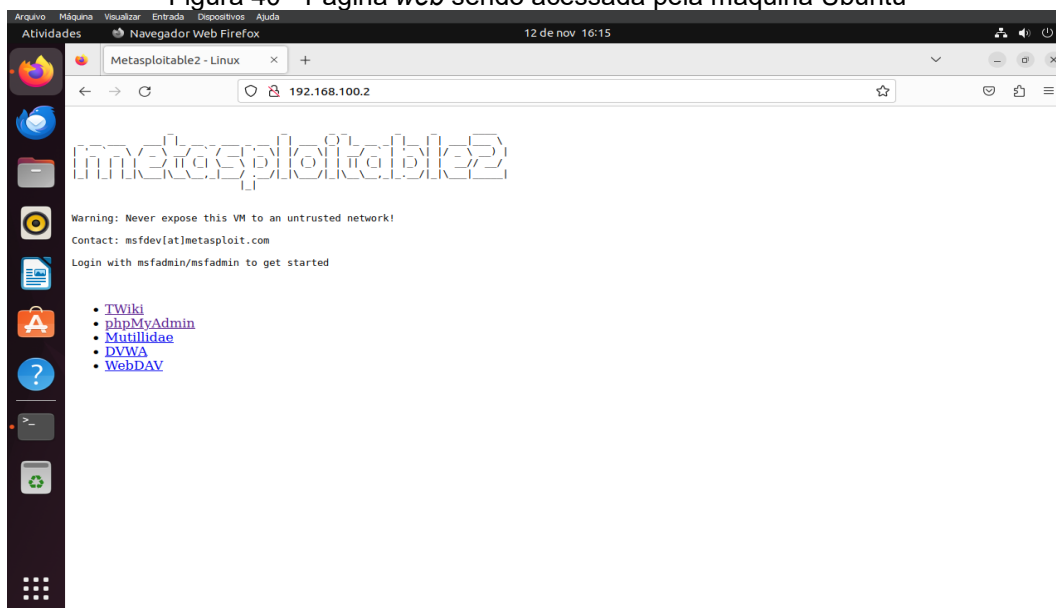 Figura 40 - Página web sendo acessada pela máquina Ubuntu
Arquivo Máquina Visualizar Entrada Dispositivos Ajuda
Atividades Navegador Web Firefox 12 de nov 16:15
Metasploitable2 - Linux
192.168.100.2
metasploitable2
Warning: Never expose this VM to an untrusted network!
Contact: msfdev[at]metasploit.com
Login with msfadmin/msfadmin to get started
• TWiki
• phpMyAdmin
• Mutillidae
• DVWA
• WebDAV